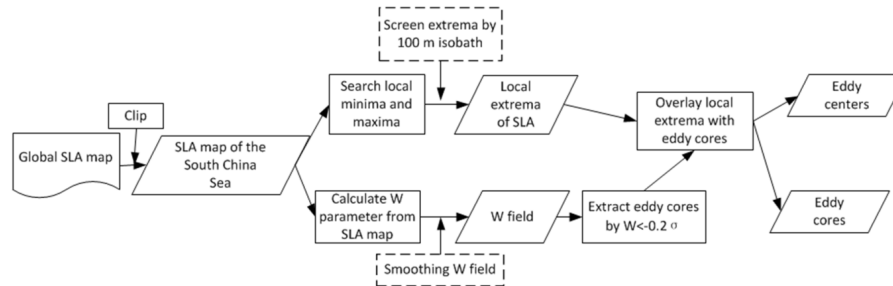 Screen extrema by
100 m isobath
Clip
Global SLA map
SLA map of the
South China
Sea
Search local
minima and
maxima
Local
extrema
of SLA
Overlay local
extrema with
eddy cores
Eddy
centers
Calculate W
parameter from
SLA map
W field
Extract eddy cores
by W<-0.2 σ
Eddy
cores
Smoothing W field